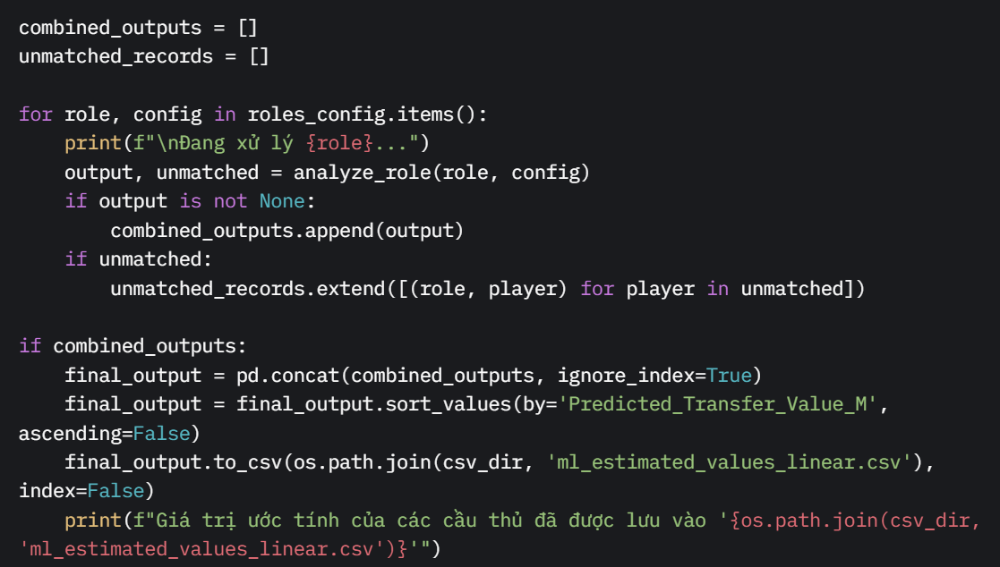 combined_outputs = []
unmatched_records = []

for role, config in roles_config.items():
    print(f"\nĐang xử lý {role}...")
    output, unmatched = analyze_role(role, config)
    if output is not None:
        combined_outputs.append(output)
    if unmatched:
        unmatched_records.extend([(role, player) for player in unmatched])

if combined_outputs:
    final_output = pd.concat(combined_outputs, ignore_index=True)
    final_output = final_output.sort_values(by='Predicted_Transfer_Value_M',
ascending=False)
    final_output.to_csv(os.path.join(csv_dir, 'ml_estimated_values_linear.csv'),
index=False)
    print(f"Giá trị ước tính của các cầu thủ đã được lưu vào '{os.path.join(csv_dir,
'ml_estimated_values_linear.csv')}'")